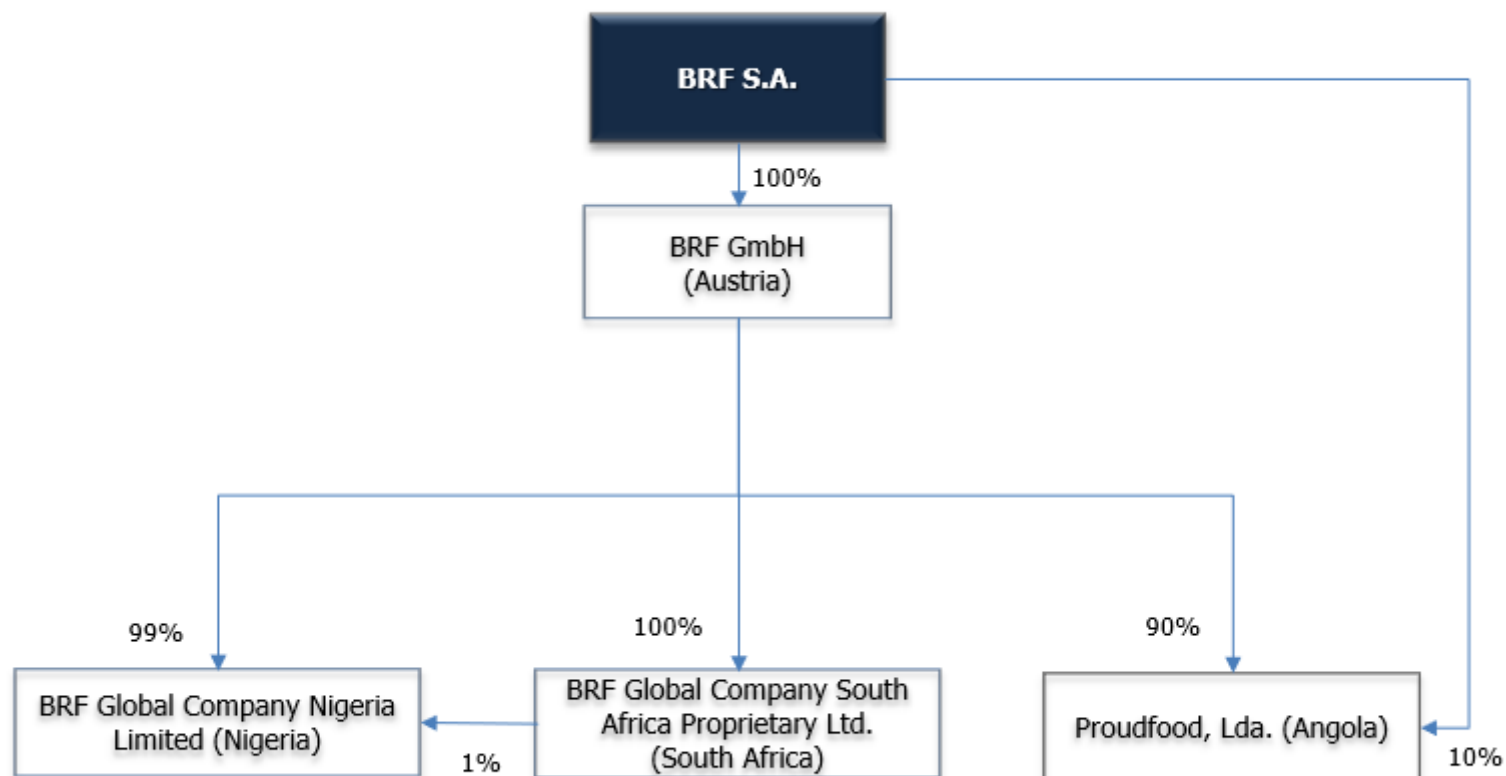 BRF S.A.
100%
BRF GmbH
(Austria)
99%
100%
90%
BRF Global Company Nigeria
Limited (Nigeria)
1%
BRF Global Company South
Africa Proprietary Ltd.
(South Africa)
Proudfood, Lda. (Angola)
10%